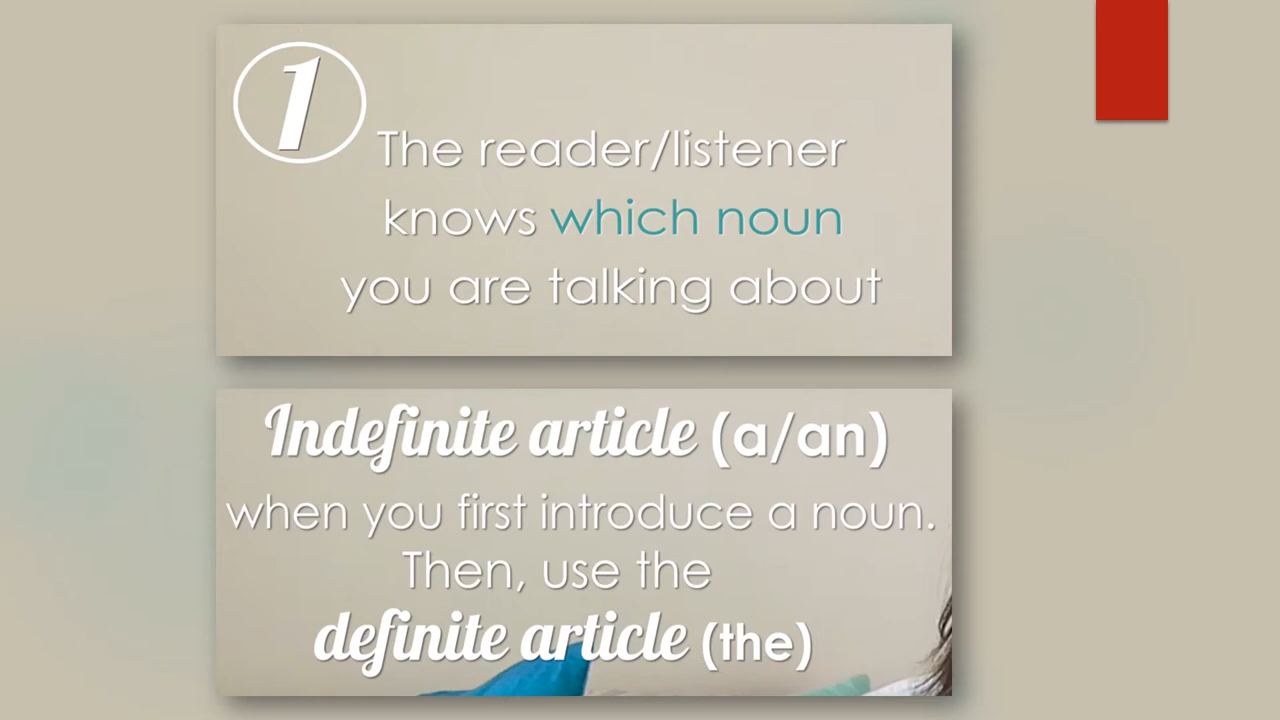 1
The reader/listener
knows which noun
you are talking about
Indefinite article (a/an)
when you first introduce a noun.
Then, use the
definite article (the)